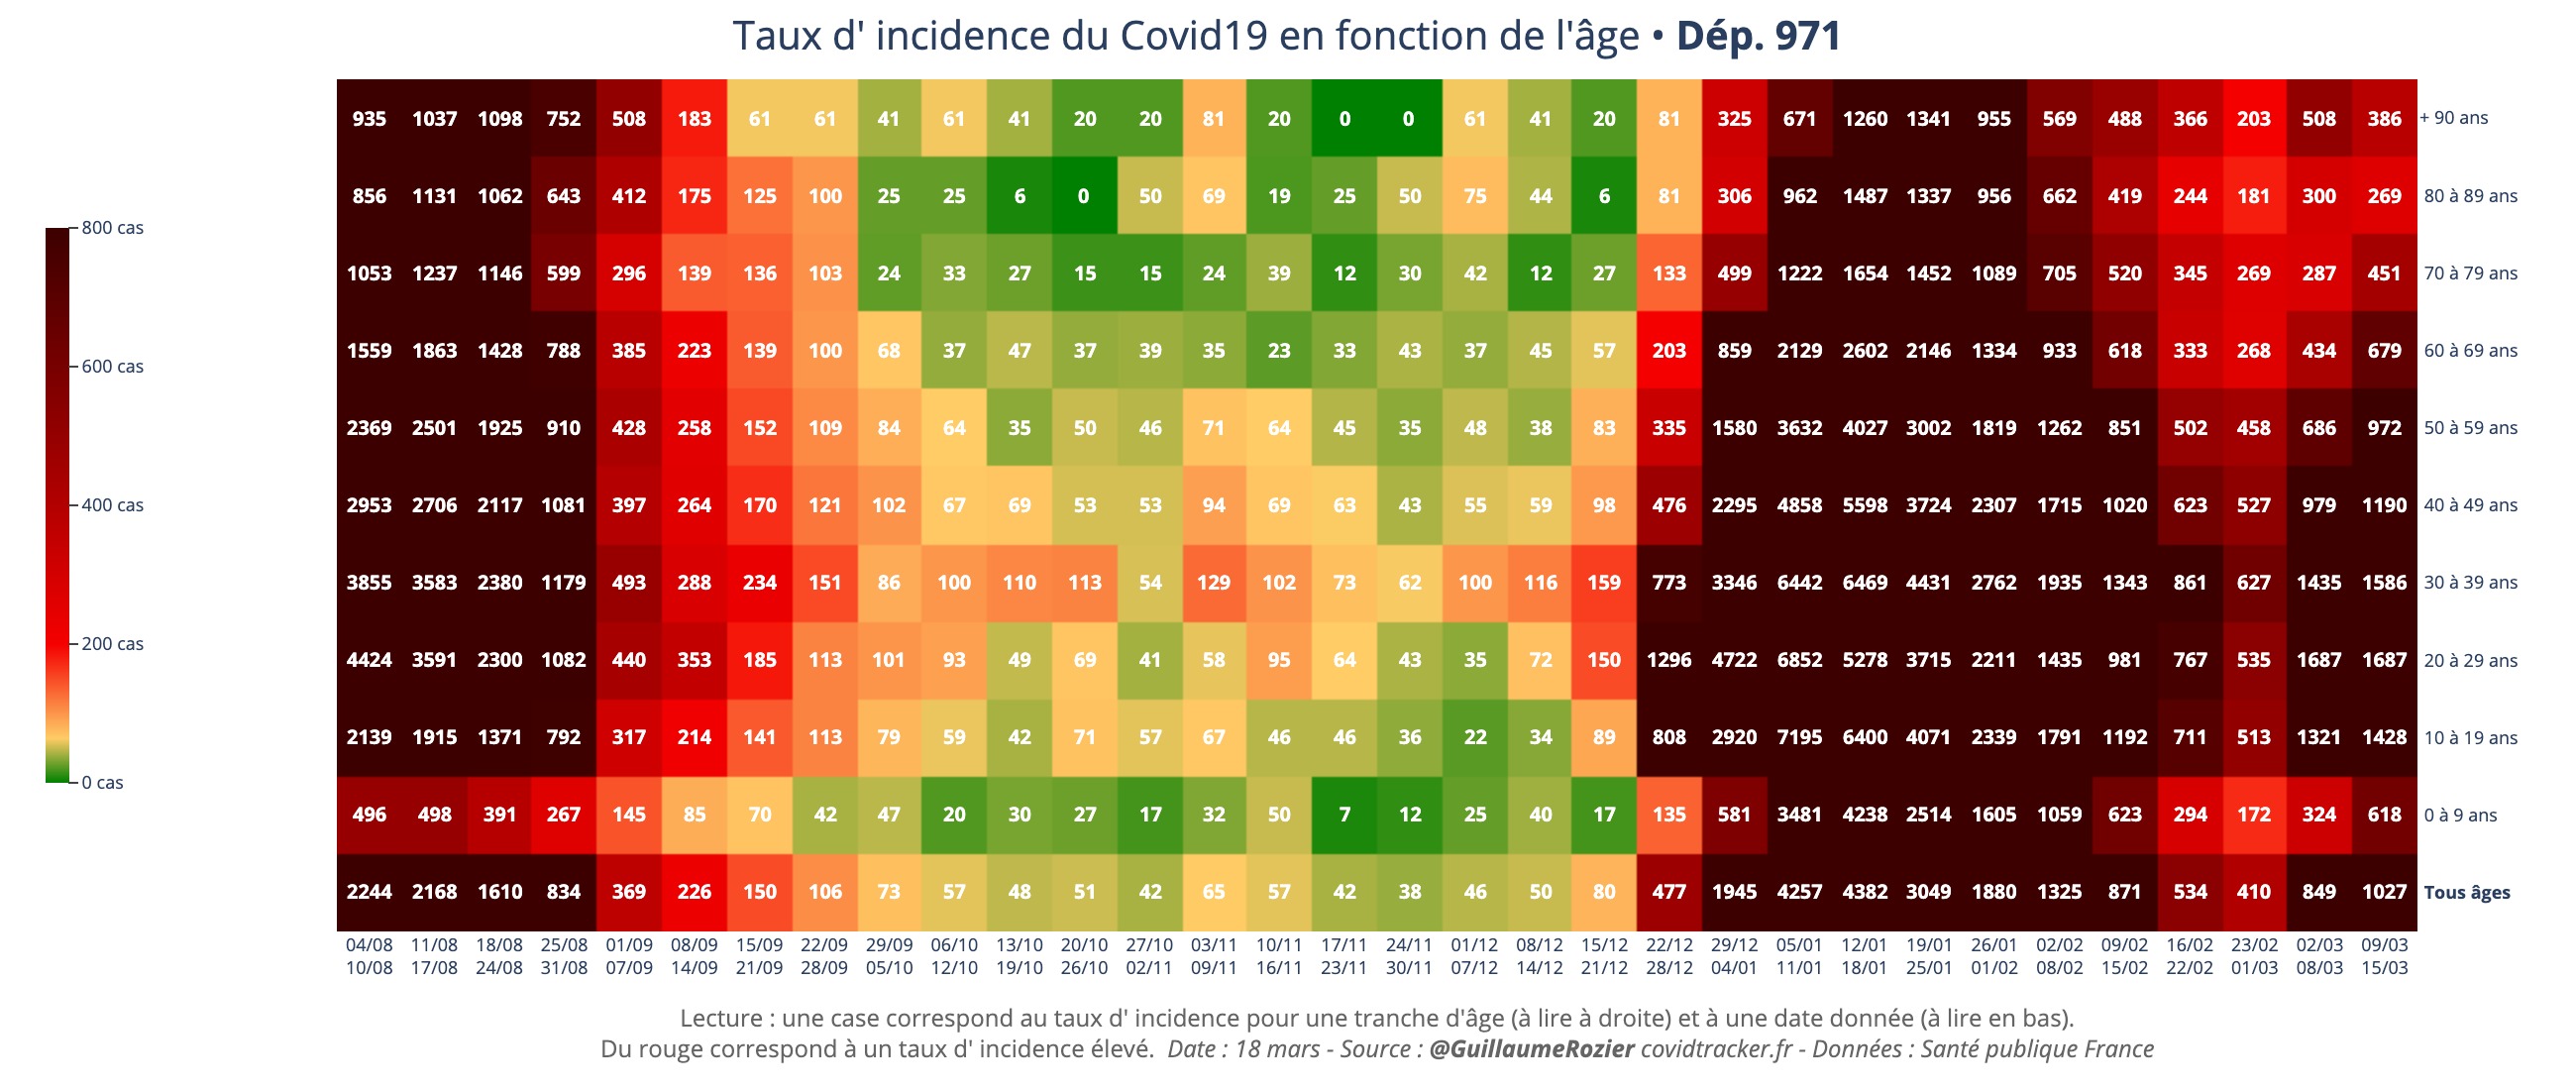 Taux d' incidence du Covid19 en fonction de l'âge • Dép. 971
935 1037 1098 752 508 183 61 61 41 61 41 20 20 81 20 0 0 61 41 20 81 325 671 1260 1341 955 569 488 366 203 508 386 + 90 ans
856 1131 1062 643 412 175 125 100 25 25 6 0 50 69 19 25 50 75 44 6 81 306 962 1487 1337 956 662 419 244 181 300 269 80 à 89 ans
800 cas
1053 1237 1146 599 296 139 136 103 24 33 27 15 15 24 39 12 30 42 12 27 133 499 1222 1654 1452 1089 705 520 345 269 287 451 70 à 79 ans
1559 1863 1428 788 385 223 139 100 68 37 47 37 39 35 23 33 43 37 45 57 203 859 2129 2602 2146 1334 933 618 333 268 434 679 60 à 69 ans
600 cas
2369 2501 1925 910 428 258 152 109 84 64 35 50 46 71 64 45 35 48 38 83 335 1580 3632 4027 3002 1819 1262 851 502 458 686 972 50 à 59 ans
400 cas
2953 2706 2117 1081 397 264 170 121 102 67 69 53 53 94 69 63 43 55 59 98 476 2295 4858 5598 3724 2307 1715 1020 623 527 979 1190 40 à 49 ans
3855 3583 2380 1179 493 288 234 151 86 100 110 113 54 129 102 73 62 100 116 159 773 3346 6442 6469 4431 2762 1935 1343 861 627 1435 1586 30 à 39 ans
200 cas
4424 3591 2300 1082 440 353 185 113 101 93 49 69 41 58 95 64 43 35 72 150 1296 4722 6852 5278 3715 2211 1435 981 767 535 1687 1687 20 à 29 ans
2139 1915 1371 792 317 214 141 113 79 59 42 71 57 67 46 46 36 22 34 89 808 2920 7195 6400 4071 2339 1791 1192 711 513 1321 1428 10 à 19 ans
0 cas
496 498 391 267 145 85 70 42 47 20 30 27 17 32 50 7 12 25 40 17 135 581 3481 4238 2514 1605 1059 623 294 172 324 618 0 à 9 ans
2244 2168 1610 834 369 226 150 106 73 57 48 51 42 65 57 42 38 46 50 80 477 1945 4257 4382 3049 1880 1325 871 534 410 849 1027 Tous âges
04/08 11/08 18/08 25/08 01/09 08/09 15/09 22/09 29/09 06/10 13/10 20/10 27/10 03/11 10/11 17/11 24/11 01/12 08/12 15/12 22/12 29/12 05/01 12/01 19/01 26/01 02/02 09/02 16/02 23/02 02/03 09/03
10/08 17/08 24/08 31/08 07/09 14/09 21/09 28/09 05/10 12/10 19/10 26/10 02/11 09/11 16/11 23/11 30/11 07/12 14/12 21/12 28/12 04/01 11/01 18/01 25/01 01/02 08/02 15/02 22/02 01/03 08/03 15/03
Lecture : une case correspond au taux d' incidence pour une tranche d'âge (à lire à droite) et à une date donnée (à lire en bas).
Du rouge correspond à un taux d' incidence élevé. Date : 18 mars - Source : @GuillaumeRozier covidtracker.fr - Données : Santé publique France